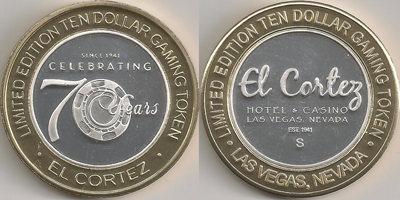 LIMITED EDITION TEN DOLLAR GAMING TOKEN
SINCE 1941
CELEBRATING
70 Years
• EL CORTEZ •
LIMITED EDITION TEN DOLLAR GAMING TOKEN
El Cortez
HOTEL & CASINO
LAS VEGAS, NEVADA
EST. 1941
S
• LAS VEGAS, NEVADA •